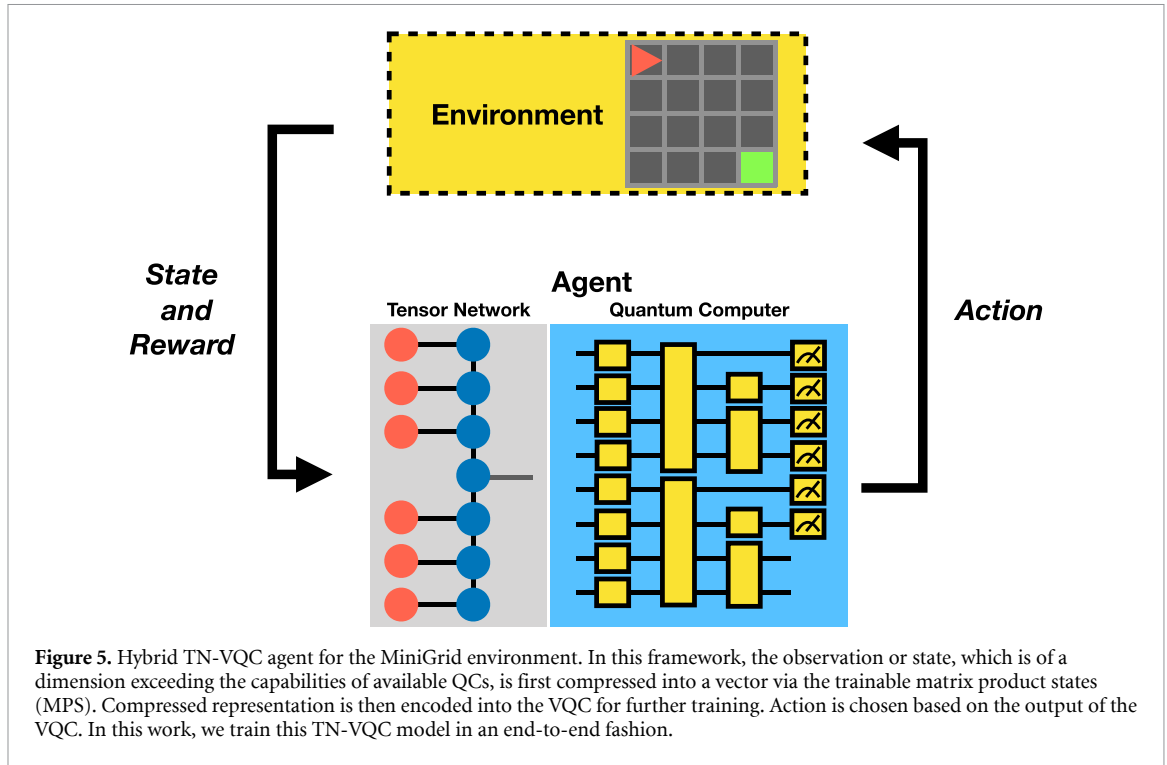 Environment
State
and
Reward
Agent
Tensor Network
Quantum Computer
Action
Figure 5. Hybrid TN-VQC agent for the MiniGrid environment. In this framework, the observation or state, which is of a
dimension exceeding the capabilities of available QCs, is first compressed into a vector via the trainable matrix product states
(MPS). Compressed representation is then encoded into the VQC for further training. Action is chosen based on the output of the
VQC. In this work, we train this TN-VQC model in an end-to-end fashion.